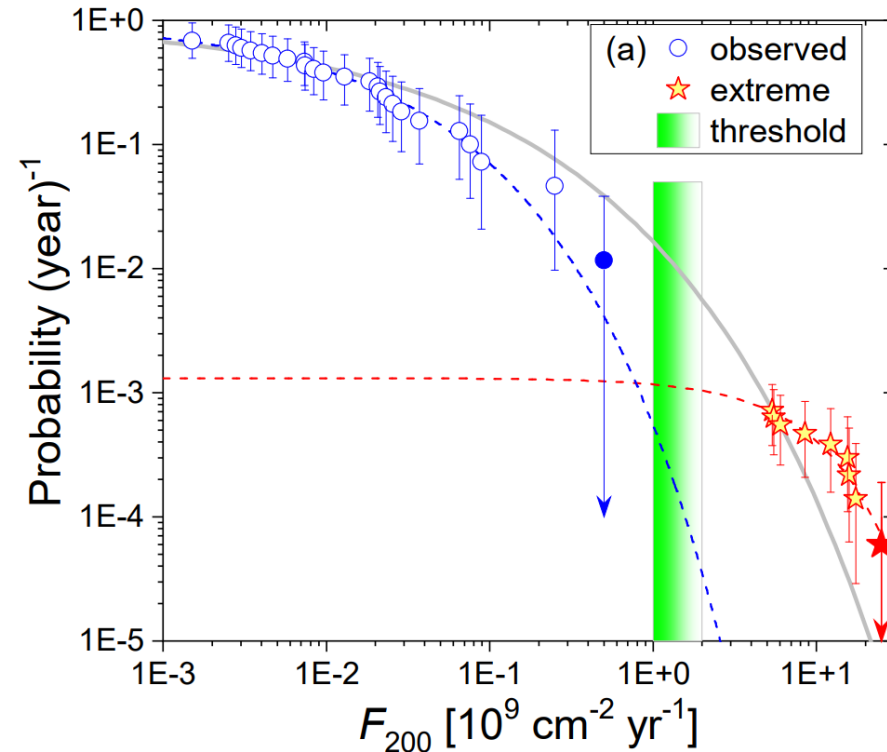 (a) observed
extreme
threshold
1E+0
1E-1
1E-2
1E-3
1E-4
1E-5
Probability (year)⁻¹
1E-3 1E-2 1E-1 1E+0 1E+1
F₂₀₀ [10⁹ cm⁻² yr⁻¹]